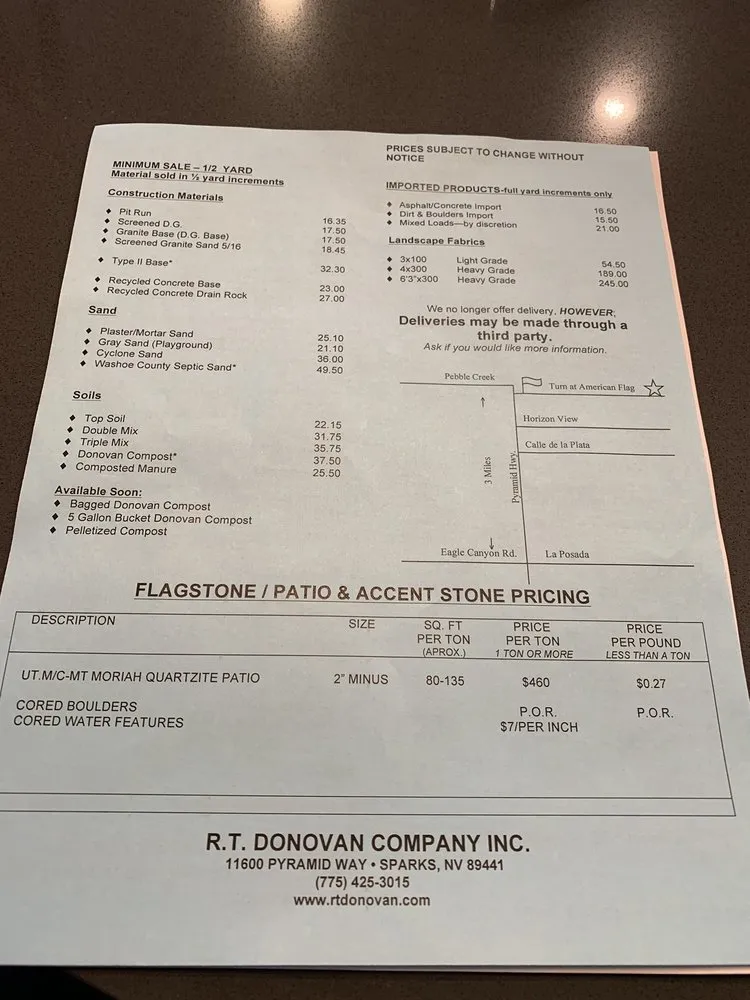 MINIMUM SALE – 1/2 YARD
Material sold in ½ yard increments
Construction Materials
♦ Pit Run 16.35
♦ Screened D.G. 17.50
♦ Granite Base (D.G. Base) 17.50
♦ Screened Granite Sand 5/16 18.45
♦ Type II Base* 32.30
♦ Recycled Concrete Base 23.00
♦ Recycled Concrete Drain Rock 27.00
Sand
♦ Plaster/Mortar Sand 25.10
♦ Gray Sand (Playground) 21.10
♦ Cyclone Sand 36.00
♦ Washoe County Septic Sand* 49.50
Soils
♦ Top Soil 22.15
♦ Double Mix 31.75
♦ Triple Mix 35.75
♦ Donovan Compost* 37.50
♦ Composted Manure 25.50
Available Soon:
♦ Bagged Donovan Compost
♦ 5 Gallon Bucket Donovan Compost
♦ Pelletized Compost
PRICES SUBJECT TO CHANGE WITHOUT
NOTICE
IMPORTED PRODUCTS-full yard increments only
♦ Asphalt/Concrete Import 16.50
♦ Dirt & Boulders Import 15.50
♦ Mixed Loads—by discretion 21.00
Landscape Fabrics
♦ 3x100 Light Grade 54.50
♦ 4x300 Heavy Grade 189.00
♦ 6'3"x300 Heavy Grade 245.00
We no longer offer delivery, HOWEVER;
Deliveries may be made through a
third party.
Ask if you would like more information.
Pebble Creek
Turn at American Flag
Horizon View
Calle de la Plata
3 Miles
Pyramid Hwy.
Eagle Canyon Rd. La Posada
FLAGSTONE / PATIO & ACCENT STONE PRICING
DESCRIPTION SIZE SQ. FT PRICE PRICE
PER TON PER TON PER POUND
(APROX.) 1 TON OR MORE LESS THAN A TON
UT.M/C-MT MORIAH QUARTZITE PATIO 2" MINUS 80-135 $460 $0.27
CORED BOULDERS P.O.R. P.O.R.
CORED WATER FEATURES $7/PER INCH
R.T. DONOVAN COMPANY INC.
11600 PYRAMID WAY • SPARKS, NV 89441
(775) 425-3015
www.rtdonovan.com